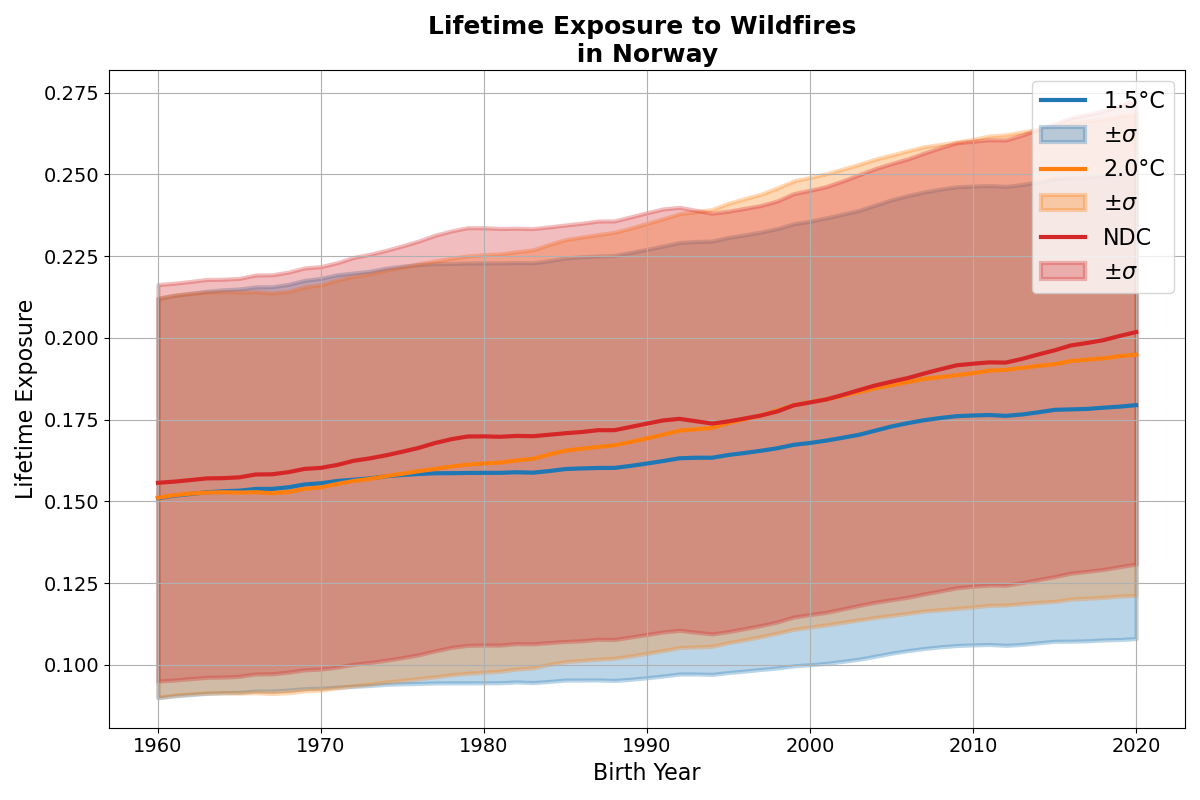 Lifetime Exposure to Wildfires
in Norway
Lifetime Exposure
0.275
0.250
0.225
0.200
0.175
0.150
0.125
0.100
1960
1970
1980
1990
2000
2010
2020
Birth Year
1.5°C
±σ
2.0°C
±σ
NDC
±σ